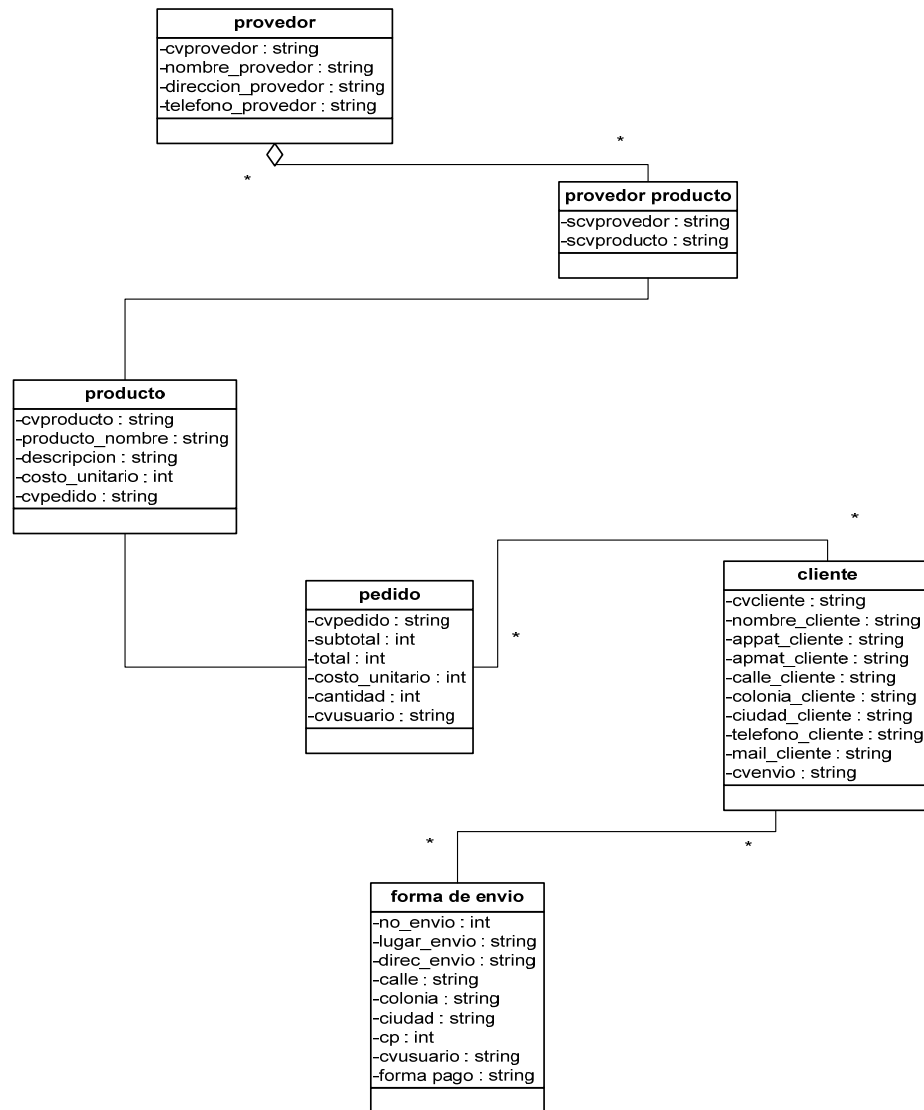 provedor
-cvprovedor : string
-nombre_provedor : string
-direccion_provedor : string
-telefono_provedor : string
*
*
provedor producto
-scvprovedor : string
-scvproducto : string
producto
-cvproducto : string
-producto_nombre : string
-descripcion : string
-costo_unitario : int
-cvpedido : string
*
cliente
-cvcliente : string
-nombre_cliente : string
-appat_cliente : string
-apmat_cliente : string
-calle_cliente : string
-colonia_cliente : string
-ciudad_cliente : string
-telefono_cliente : string
-mail_cliente : string
-cvenvio : string
pedido
-cvpedido : string
-subtotal : int
-total : int
-costo_unitario : int
-cantidad : int
-cvusuario : string
*
*
*
forma de envio
-no_envio : int
-lugar_envio : string
-direc_envio : string
-calle : string
-colonia : string
-ciudad : string
-cp : int
-cvusuario : string
-forma pago : string